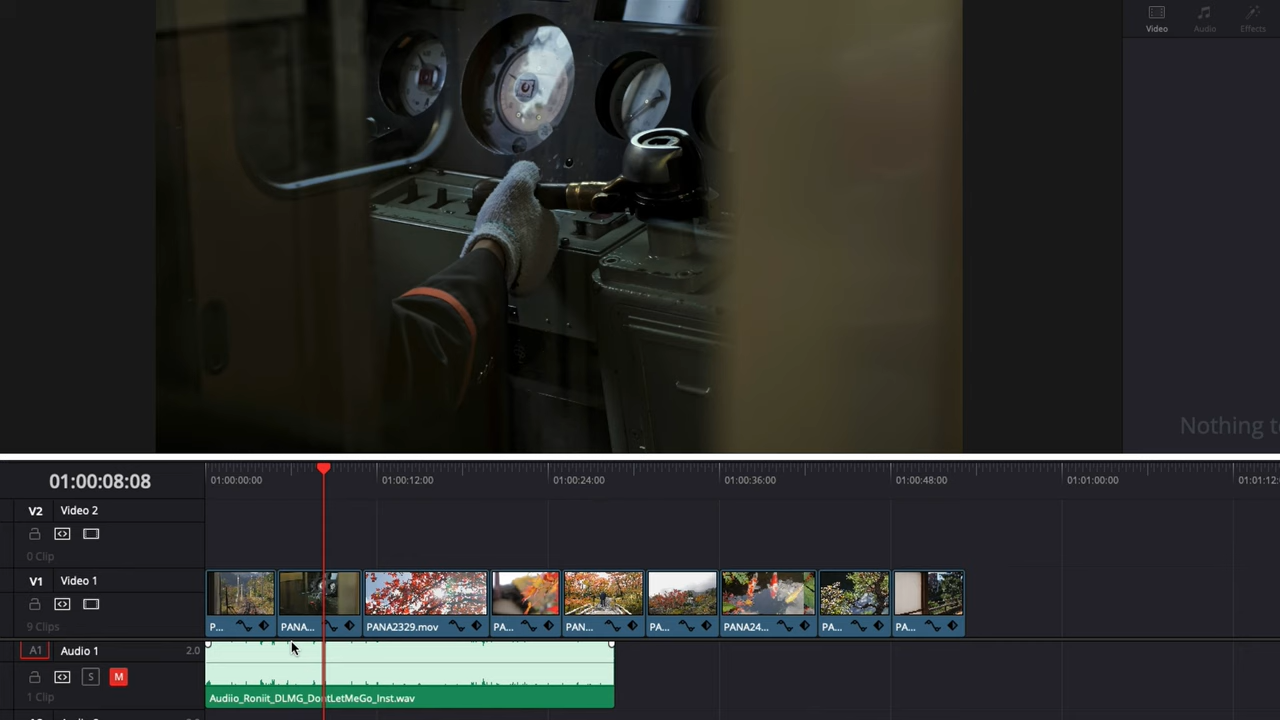 Video Audio Effects
Nothing t
01:00:08:08
01:00:00:00 01:00:12:00 01:00:24:00 01:00:36:00 01:00:48:00 01:01:00:00 01:01:12:
V2 Video 2
0 Clip
V1 Video 1
9 Clips
P... PANA... PANA2329.mov PA... PAN... PA... PANA24... PA... PA...
A1 Audio 1 2.0
S M
1 Clip
Audiio_Roniit_DLMG_DontLetMeGo_Inst.wav